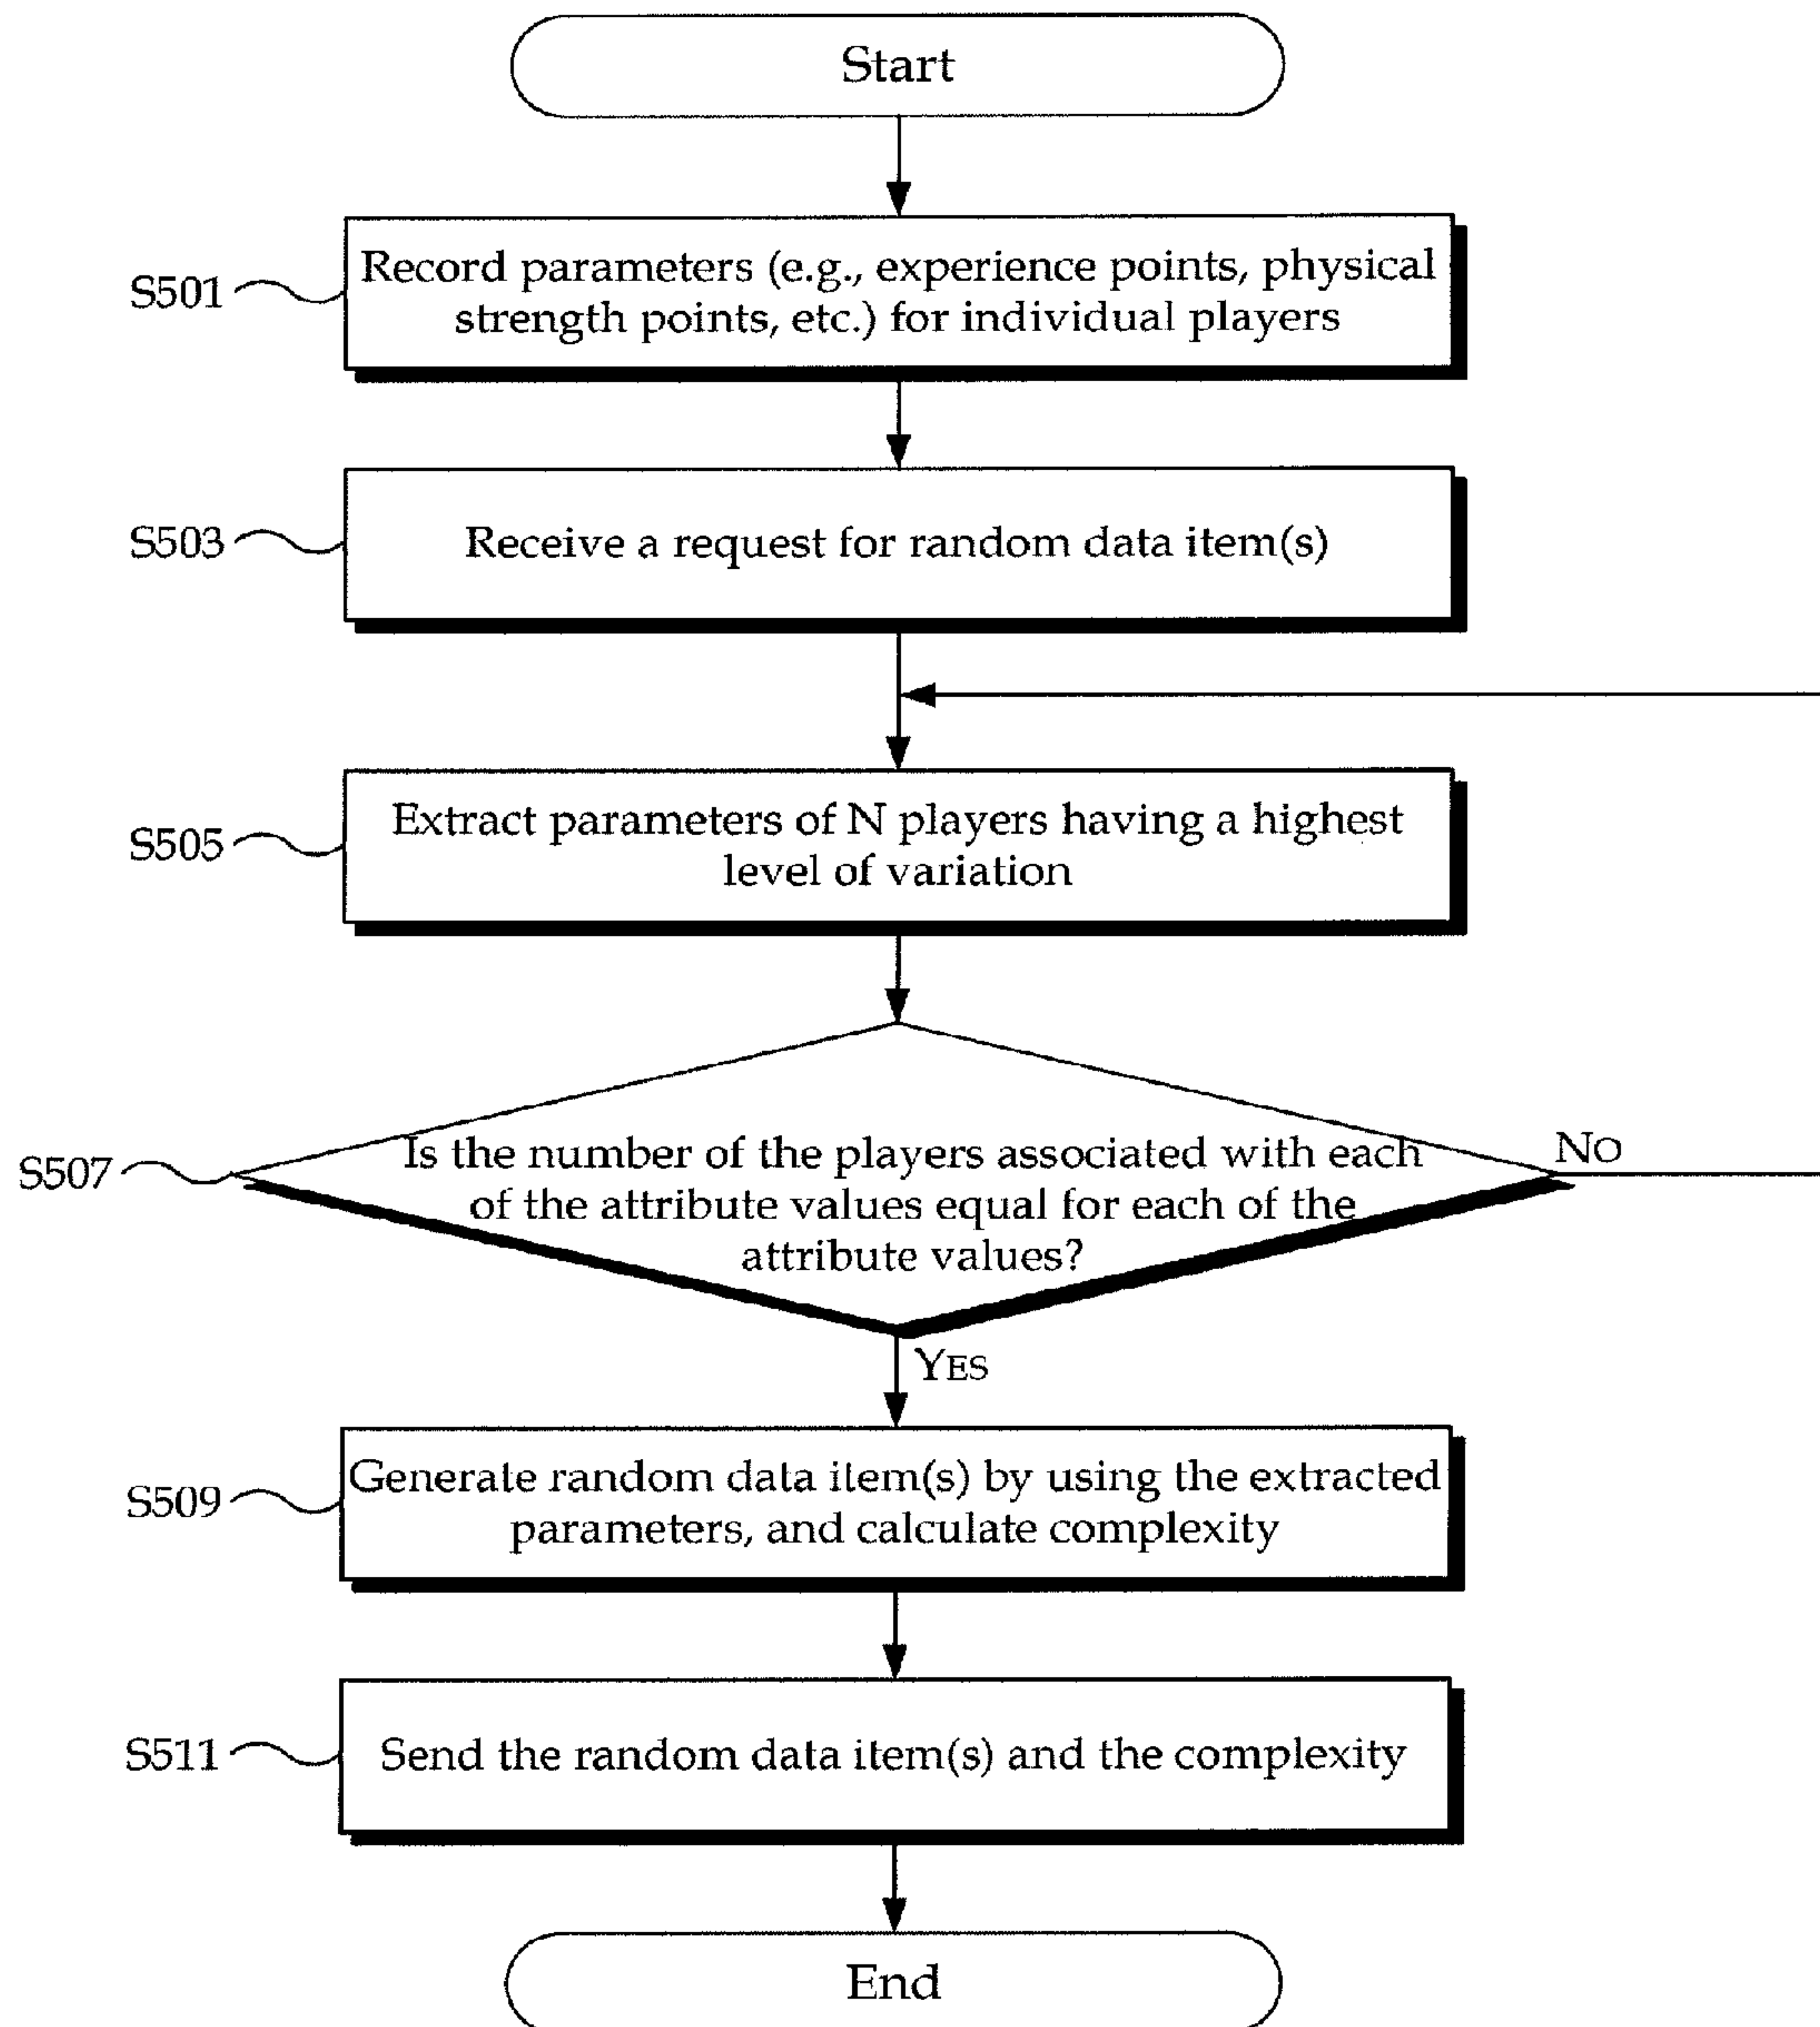 Start
S501
Record parameters (e.g., experience points, physical
strength points, etc.) for individual players
S503
Receive a request for random data item(s)
S505
Extract parameters of N players having a highest
level of variation
S507
Is the number of the players associated with each
of the attribute values equal for each of the
attribute values?
NO
YES
S509
Generate random data item(s) by using the extracted
parameters, and calculate complexity
S511
Send the random data item(s) and the complexity
End